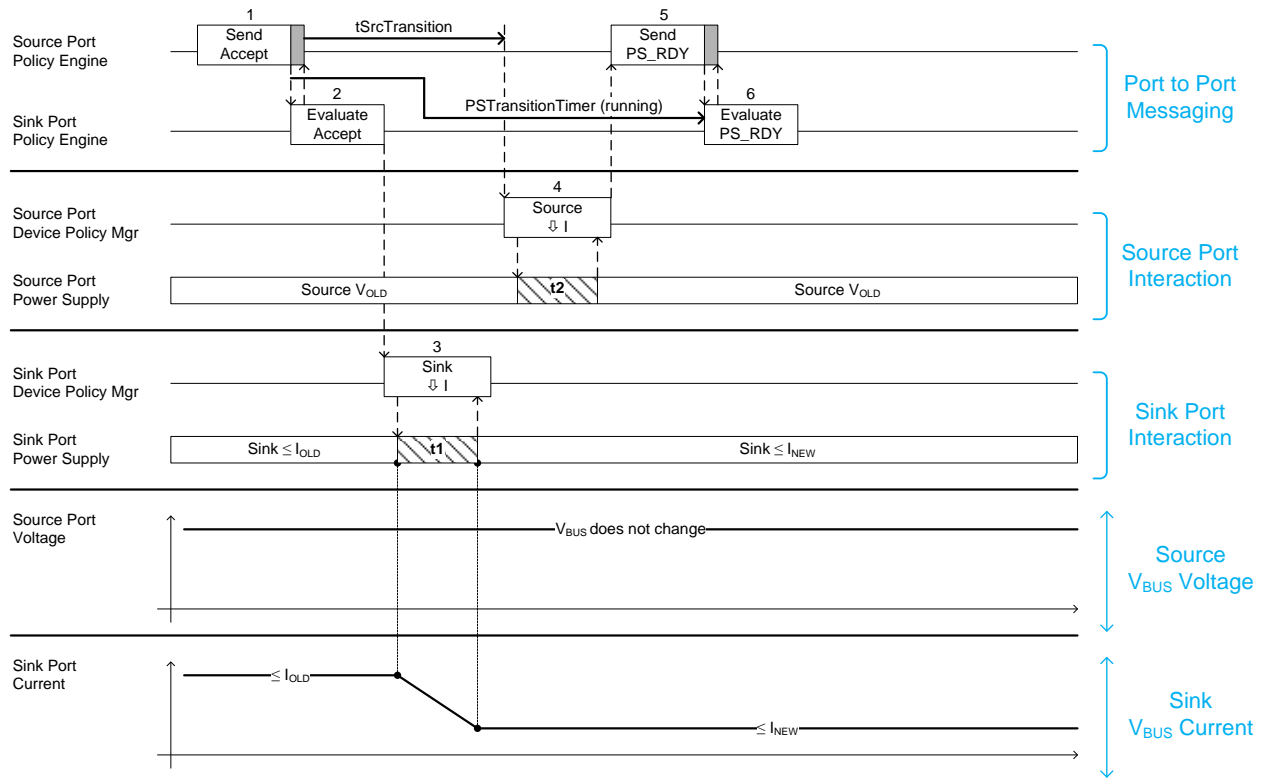 1
Send
Accept
tSrcTransition
5
Send
PS_RDY
Source Port
Policy Engine
2
Evaluate
Accept
PSTransitionTimer (running)
6
Evaluate
PS_RDY
Sink Port
Policy Engine
Port to Port
Messaging
Source Port
Device Policy Mgr
4
Source
⇩ I
Source Port
Power Supply
Source VOLD
t2
Source VOLD
Source Port
Interaction
Sink Port
Device Policy Mgr
3
Sink
⇩ I
Sink Port
Power Supply
Sink ≤ IOLD
t1
Sink ≤ INEW
Sink Port
Interaction
Source Port
Voltage
VBUS does not change
Source
VBUS Voltage
Sink Port
Current
≤ IOLD
≤ INEW
Sink
VBUS Current